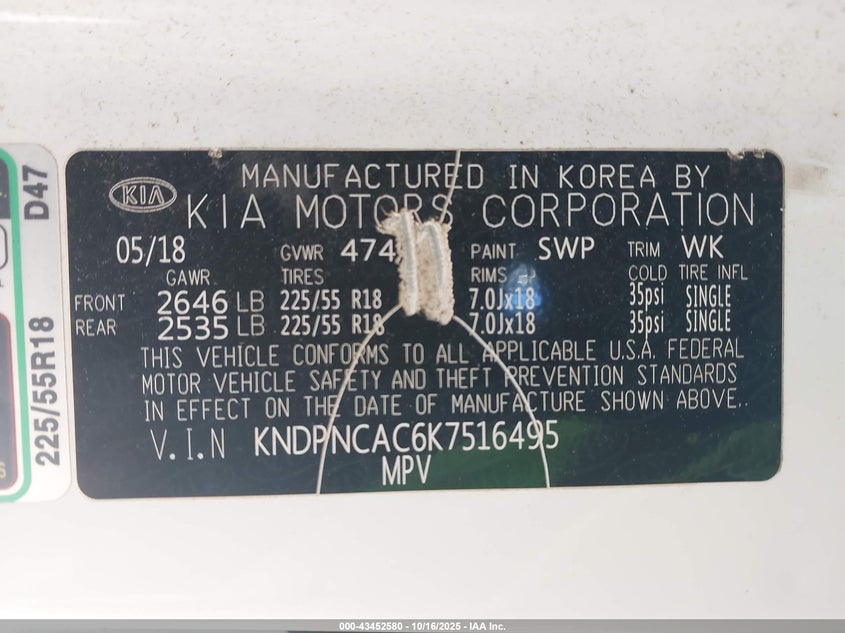 KIA
MANUFACTURED IN KOREA BY
KIA MOTORS CORPORATION
05/18 GVWR 474 PAINT SWP TRIM WK
GAWR TIRES RIMS COLD TIRE INFL
FRONT 2646 LB 225/55 R18 7.0Jx18 35psi SINGLE
REAR 2535 LB 225/55 R18 7.0Jx18 35psi SINGLE
THIS VEHICLE CONFORMS TO ALL APPLICABLE U.S.A. FEDERAL
MOTOR VEHICLE SAFETY AND THEFT PREVENTION STANDARDS
IN EFFECT ON THE DATE OF MANUFACTURE SHOWN ABOVE..
V.I.N KNDPNCAC6K7516495
MPV
225/55R18 D47
000-43452580 - 10/16/2025 - IAA Inc.